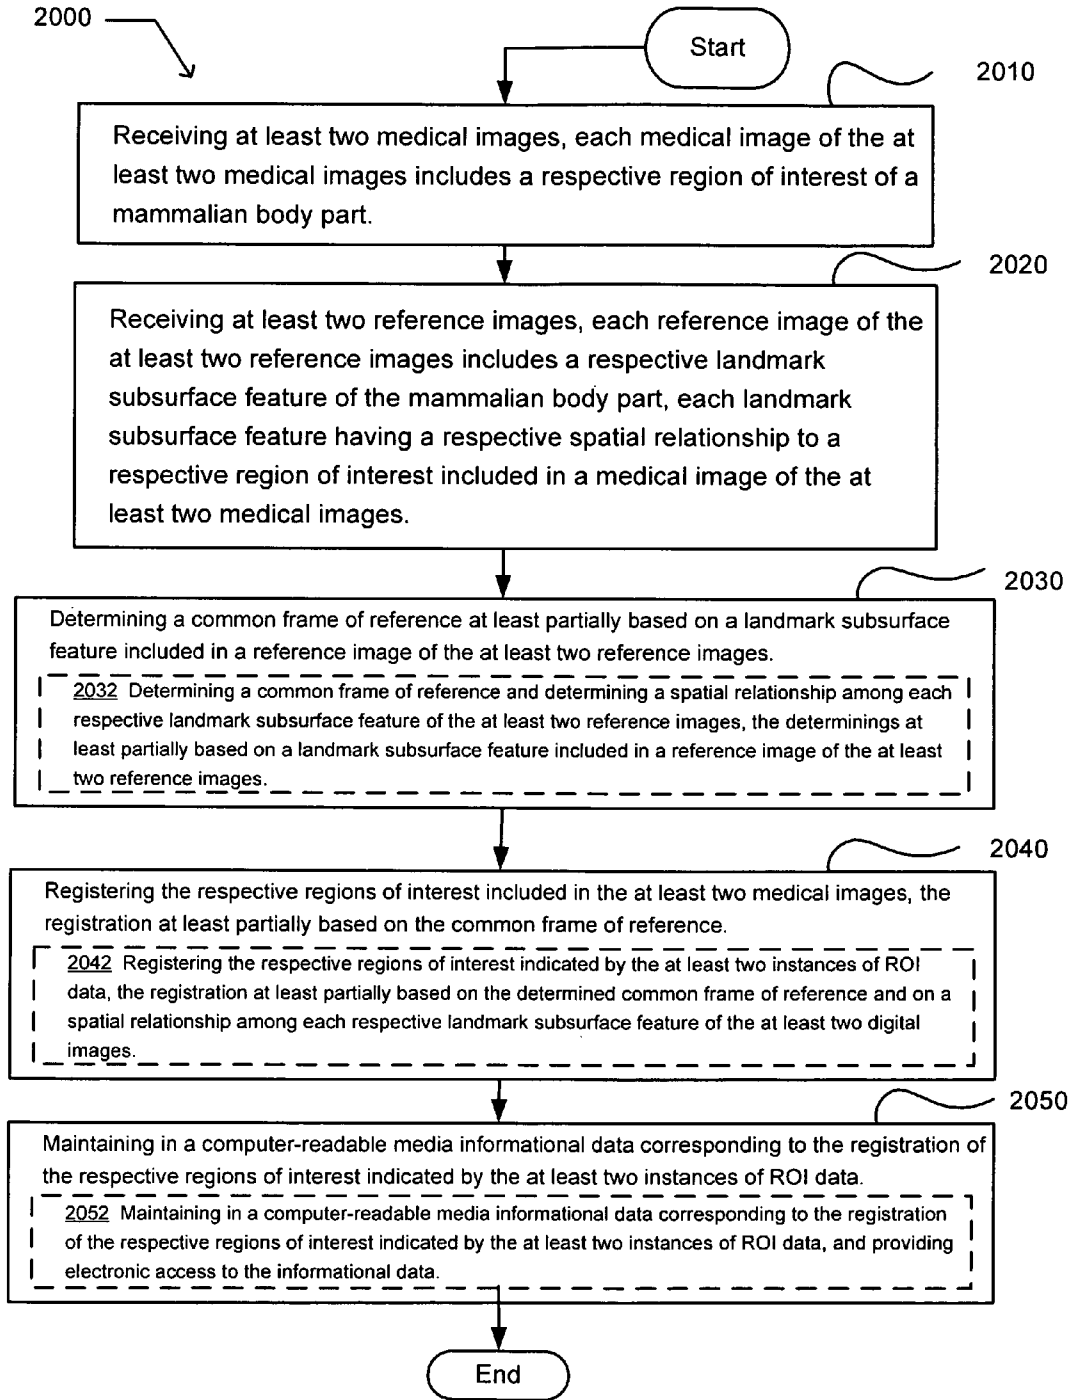 2000
Start
2010
Receiving at least two medical images, each medical image of the at
least two medical images includes a respective region of interest of a
mammalian body part.
2020
Receiving at least two reference images, each reference image of the
at least two reference images includes a respective landmark
subsurface feature of the mammalian body part, each landmark
subsurface feature having a respective spatial relationship to a
respective region of interest included in a medical image of the at
least two medical images.
2030
Determining a common frame of reference at least partially based on a landmark subsurface
feature included in a reference image of the at least two reference images.
2032 Determining a common frame of reference and determining a spatial relationship among each
respective landmark subsurface feature of the at least two reference images, the determinings at
least partially based on a landmark subsurface feature included in a reference image of the at least
two reference images.
2040
Registering the respective regions of interest included in the at least two medical images, the
registration at least partially based on the common frame of reference.
2042 Registering the respective regions of interest indicated by the at least two instances of ROI
data, the registration at least partially based on the determined common frame of reference and on a
spatial relationship among each respective landmark subsurface feature of the at least two digital
images.
2050
Maintaining in a computer-readable media informational data corresponding to the registration of
the respective regions of interest indicated by the at least two instances of ROI data.
2052 Maintaining in a computer-readable media informational data corresponding to the registration
of the respective regions of interest indicated by the at least two instances of ROI data, and providing
electronic access to the informational data.
End